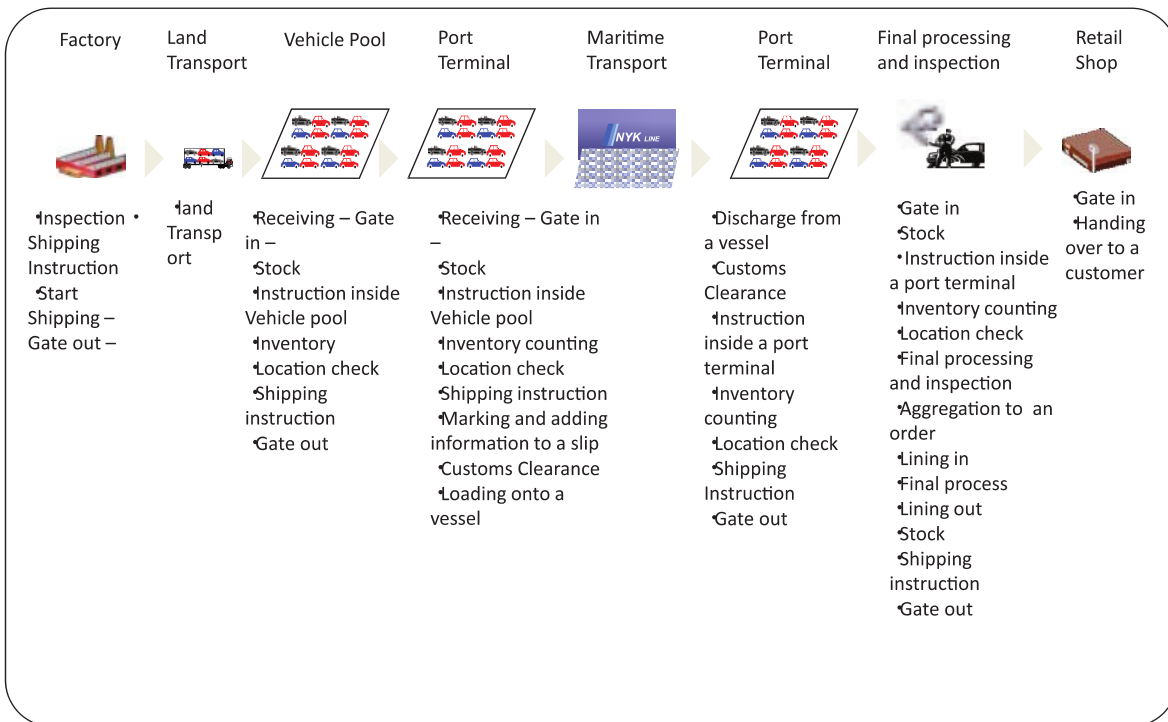 Factory
Land
Transport
Vehicle Pool
Port
Terminal
Maritime
Transport
Port
Terminal
Final processing
and inspection
Retail
Shop
NYK LINE
•Inspection •
Shipping
Instruction
•Start
Shipping –
Gate out –
•land
Transp
ort
•Receiving – Gate
in –
•Stock
•Instruction inside
Vehicle pool
•Inventory
•Location check
•Shipping
instruction
•Gate out
•Receiving – Gate in
–
•Stock
•Instruction inside
Vehicle pool
•Inventory counting
•Location check
•Shipping instruction
•Marking and adding
information to a slip
•Customs Clearance
•Loading onto a
vessel
•Discharge from
a vessel
•Customs
Clearance
•Instruction
inside a port
terminal
•Inventory
counting
•Location check
•Shipping
Instruction
•Gate out
•Gate in
•Stock
•Instruction inside
a port terminal
•Inventory counting
•Location check
•Final processing
and inspection
•Aggregation to an
order
•Lining in
•Final process
•Lining out
•Stock
•Shipping
instruction
•Gate out
•Gate in
•Handing
over to a
customer